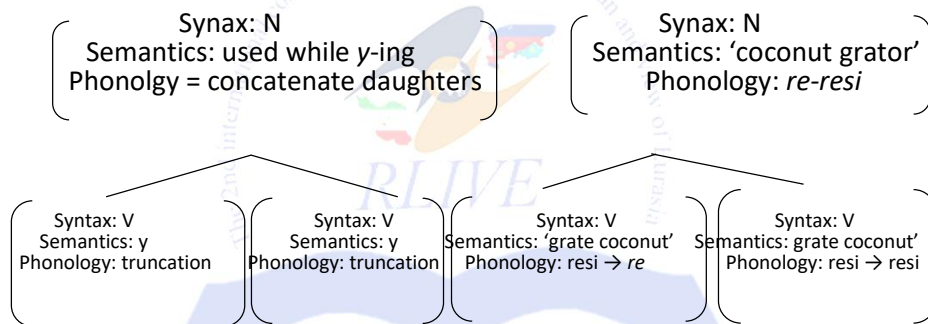 Synax: N
Semantics: used while y-ing
Phonolgy = concatenate daughters
Synax: N
Semantics: ‘coconut grator’
Phonology: re-resi
RLIVE
Syntax: V
Semantics: y
Phonology: truncation
Syntax: V
Semantics: y
Phonology: truncation
Syntax: V
Semantics: ‘grate coconut’
Phonology: resi → re
Syntax: V
Semantics: grate coconut’
Phonology: resi → resi